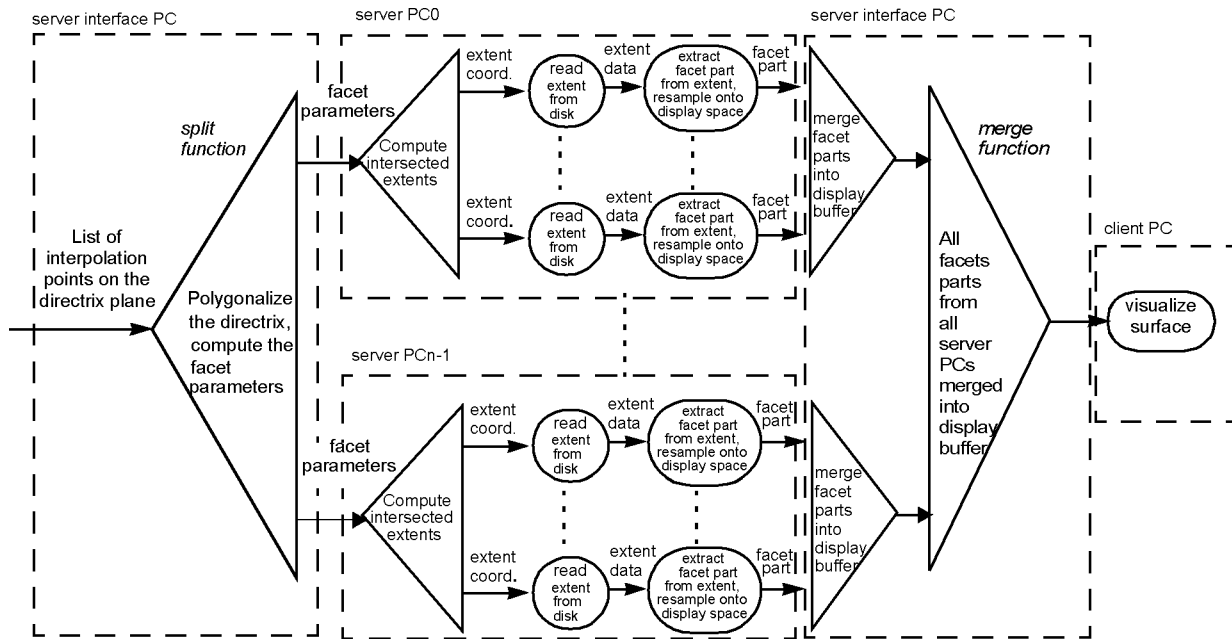 server interface PC
split
function
List of
interpolation
points on the
directrix plane
Polygonalize
the directrix,
compute the
facet
parameters
server PC0
facet
parameters
Compute
intersected
extents
extent
coord.
read
extent
from
disk
extent
data
extract
facet part
from extent,
resample onto
display space
facet
part
extent
coord.
read
extent
from
disk
extent
data
extract
facet part
from extent,
resample onto
display space
facet
part
server PCn-1
facet
parameters
Compute
intersected
extents
extent
coord.
read
extent
from
disk
extent
data
extract
facet part
from extent,
resample onto
display space
facet
part
extent
coord.
read
extent
from
disk
extent
data
extract
facet part
from extent,
resample onto
display space
facet
part
server interface PC
merge
facet
parts
into
display
buffer
merge
facet
parts
into
display
buffer
merge
function
All
facets
parts
from
all
server
PCs
merged
into
display
buffer
client PC
visualize
surface